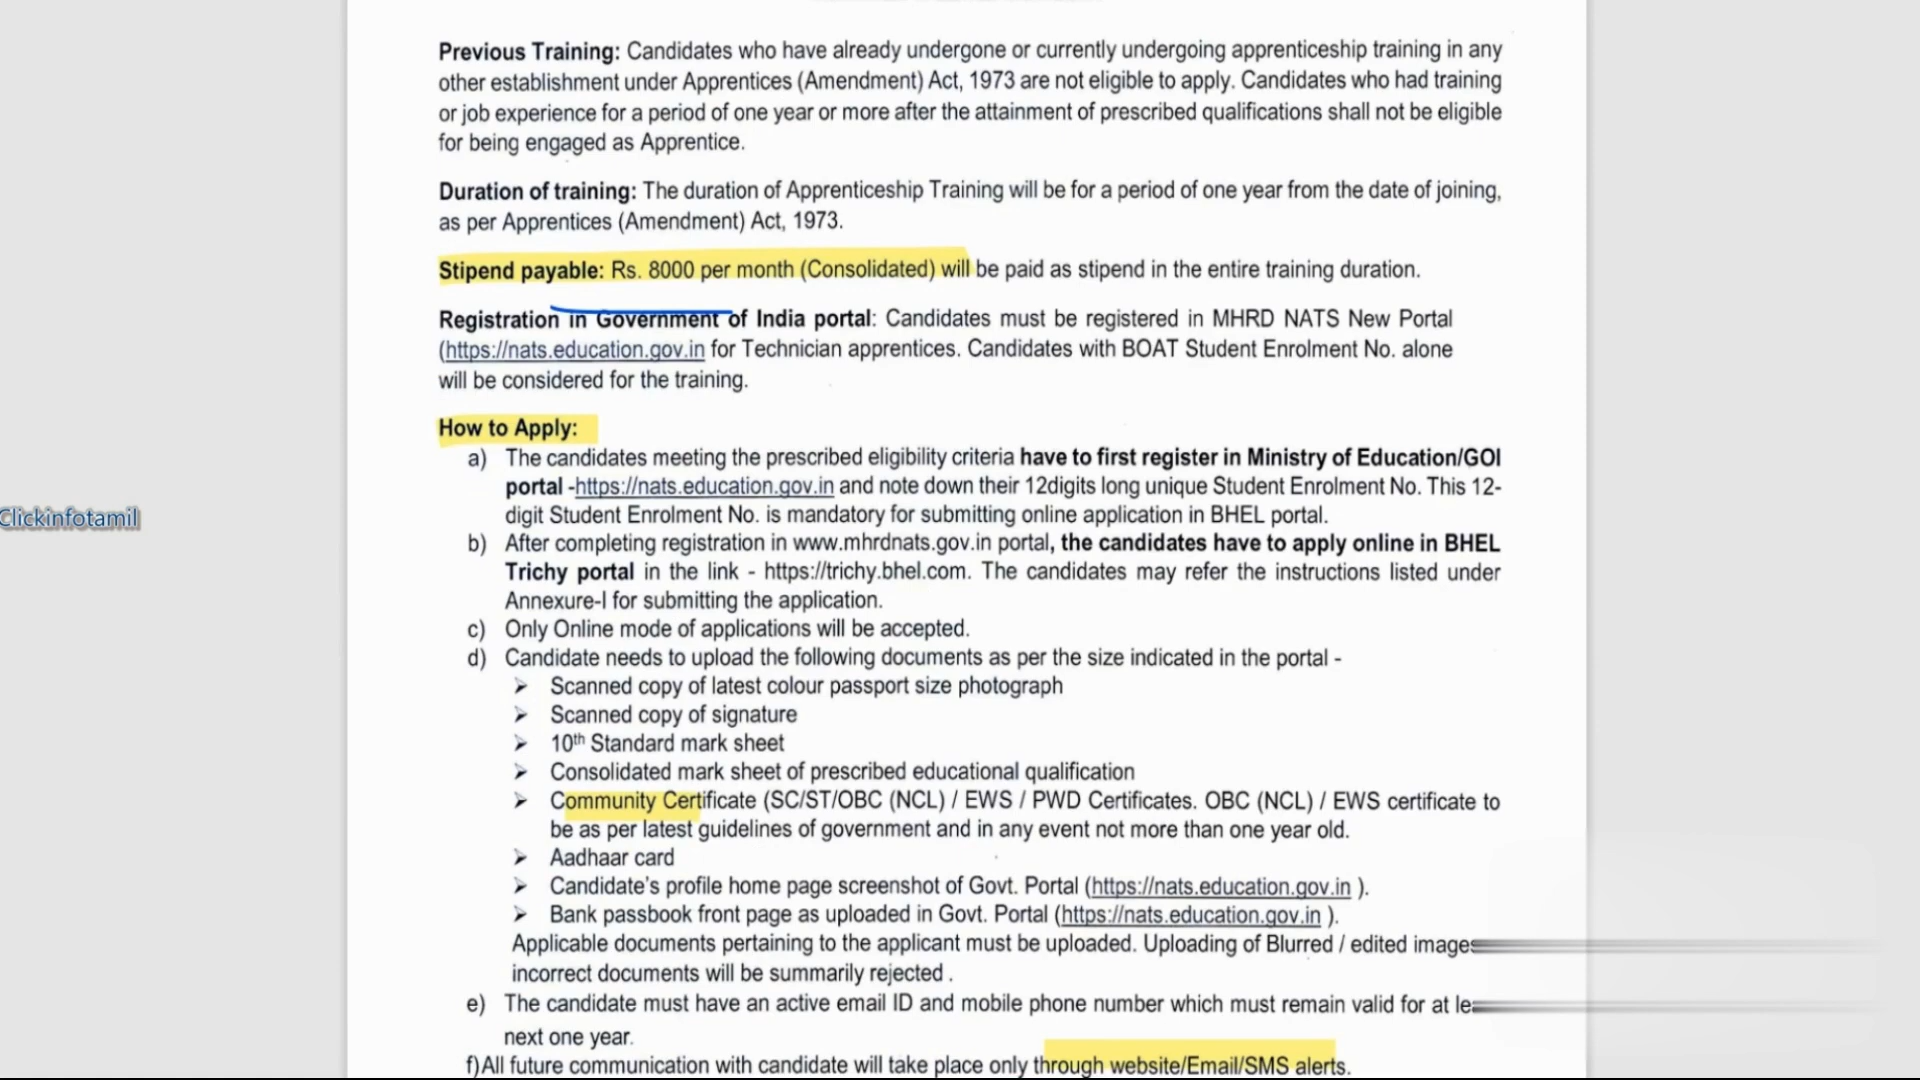 Previous Training: Candidates who have already undergone or currently undergoing apprenticeship training in any
other establishment under Apprentices (Amendment) Act, 1973 are not eligible to apply. Candidates who had training
or job experience for a period of one year or more after the attainment of prescribed qualifications shall not be eligible
for being engaged as Apprentice.
Duration of training: The duration of Apprenticeship Training will be for a period of one year from the date of joining,
as per Apprentices (Amendment) Act, 1973.
Stipend payable: Rs. 8000 per month (Consolidated) will be paid as stipend in the entire training duration.
Registration in Government of India portal: Candidates must be registered in MHRD NATS New Portal
(https://nats.education.gov.in for Technician apprentices. Candidates with BOAT Student Enrolment No. alone
will be considered for the training.
How to Apply:
a) The candidates meeting the prescribed eligibility criteria have to first register in Ministry of Education/GOI
portal -https://nats.education.gov.in and note down their 12digits long unique Student Enrolment No. This 12-
Clickinfotamil
digit Student Enrolment No. is mandatory for submitting online application in BHEL portal.
b) After completing registration in www.mhrdnats.gov.in portal, the candidates have to apply online in BHEL
Trichy portal in the link - https://trichy.bhel.com. The candidates may refer the instructions listed under
Annexure-I for submitting the application.
c) Only Online mode of applications will be accepted.
d) Candidate needs to upload the following documents as per the size indicated in the portal -
➢ Scanned copy of latest colour passport size photograph
➢ Scanned copy of signature
➢ 10th Standard mark sheet
➢ Consolidated mark sheet of prescribed educational qualification
➢ Community Certificate (SC/ST/OBC (NCL) / EWS / PWD Certificates. OBC (NCL) / EWS certificate to
be as per latest guidelines of government and in any event not more than one year old.
➢ Aadhaar card
➢ Candidate's profile home page screenshot of Govt. Portal (https://nats.education.gov.in ).
➢ Bank passbook front page as uploaded in Govt. Portal (https://nats.education.gov.in ).
Applicable documents pertaining to the applicant must be uploaded. Uploading of Blurred / edited images
incorrect documents will be summarily rejected .
e) The candidate must have an active email ID and mobile phone number which must remain valid for at
next one year.
f)All future communication with candidate will take place only through website/Email/SMS alerts.